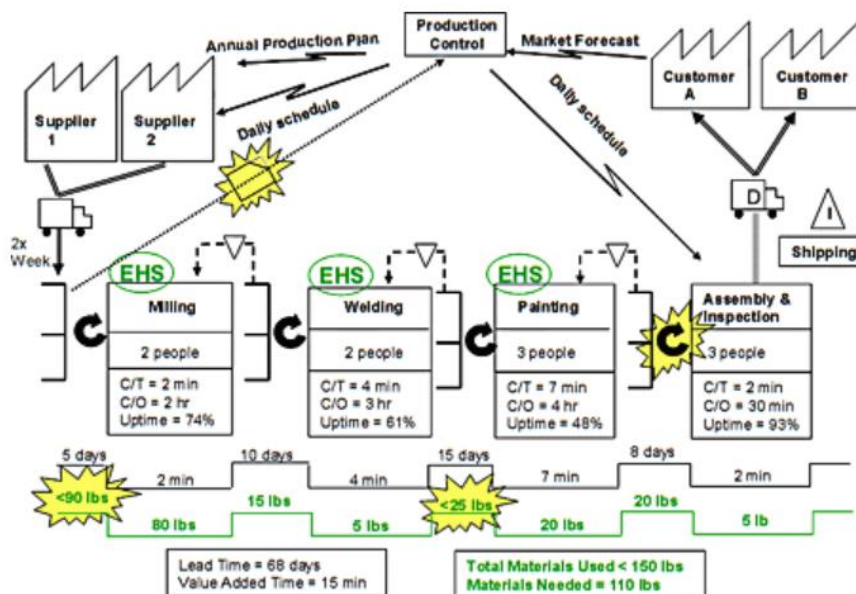 Production
Control
Annual Production Plan
Market Forecast
Customer
A
Customer
B
Supplier
1
Supplier
2
Daily schedule
Daily schedule
D
I
Shipping
2x
Week
EHS
EHS
EHS
Milling
Welding
Painting
Assembly &
Inspection
2 people
2 people
3 people
3 people
C/T = 2 min
C/O = 2 hr
Uptime = 74%
C/T = 4 min
C/O = 3 hr
Uptime = 61%
C/T = 7 min
C/O = 4 hr
Uptime = 48%
C/T = 2 min
C/O = 30 min
Uptime = 93%
5 days
10 days
15 days
8 days
2 min
4 min
7 min
2 min
<90 lbs
15 lbs
<25 lbs
20 lbs
80 lbs
5 lbs
20 lbs
5 lb
Lead Time = 68 days
Value Added Time = 15 min
Total Materials Used < 150 lbs
Materials Needed = 110 lbs